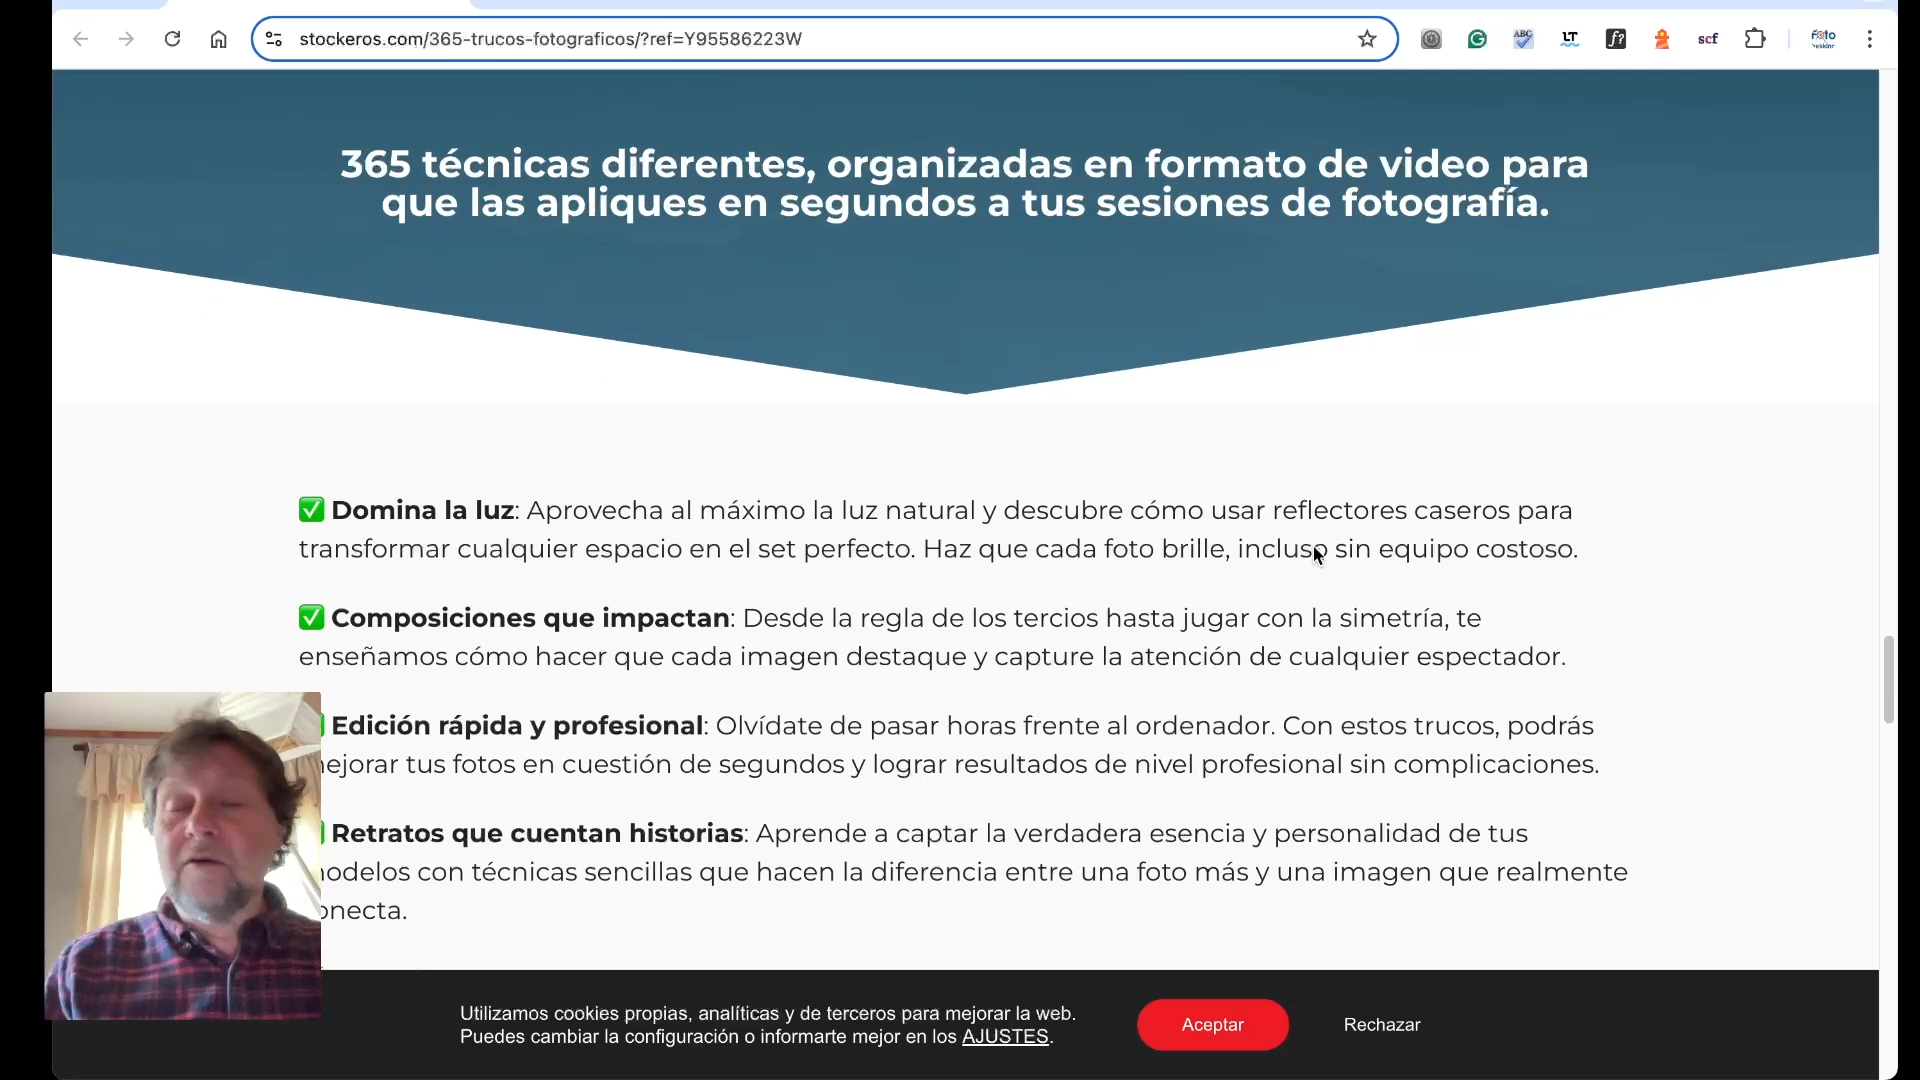 stockeros.com/365-trucos-fotograficos/?ref=Y95586223W
ABC
LT
f?
scf
365 técnicas diferentes, organizadas en formato de video para
que las apliques en segundos a tus sesiones de fotografía.
✅ Domina la luz: Aprovecha al máximo la luz natural y descubre cómo usar reflectores caseros para
transformar cualquier espacio en el set perfecto. Haz que cada foto brille, incluso sin equipo costoso.
✅ Composiciones que impactan: Desde la regla de los tercios hasta jugar con la simetría, te
enseñamos cómo hacer que cada imagen destaque y capture la atención de cualquier espectador.
Edición rápida y profesional: Olvídate de pasar horas frente al ordenador. Con estos trucos, podrás
ejorar tus fotos en cuestión de segundos y lograr resultados de nivel profesional sin complicaciones.
Retratos que cuentan historias: Aprende a captar la verdadera esencia y personalidad de tus
odelos con técnicas sencillas que hacen la diferencia entre una foto más y una imagen que realmente
onecta.
Utilizamos cookies propias, analíticas y de terceros para mejorar la web.
Puedes cambiar la configuración o informarte mejor en los AJUSTES.
Aceptar
Rechazar